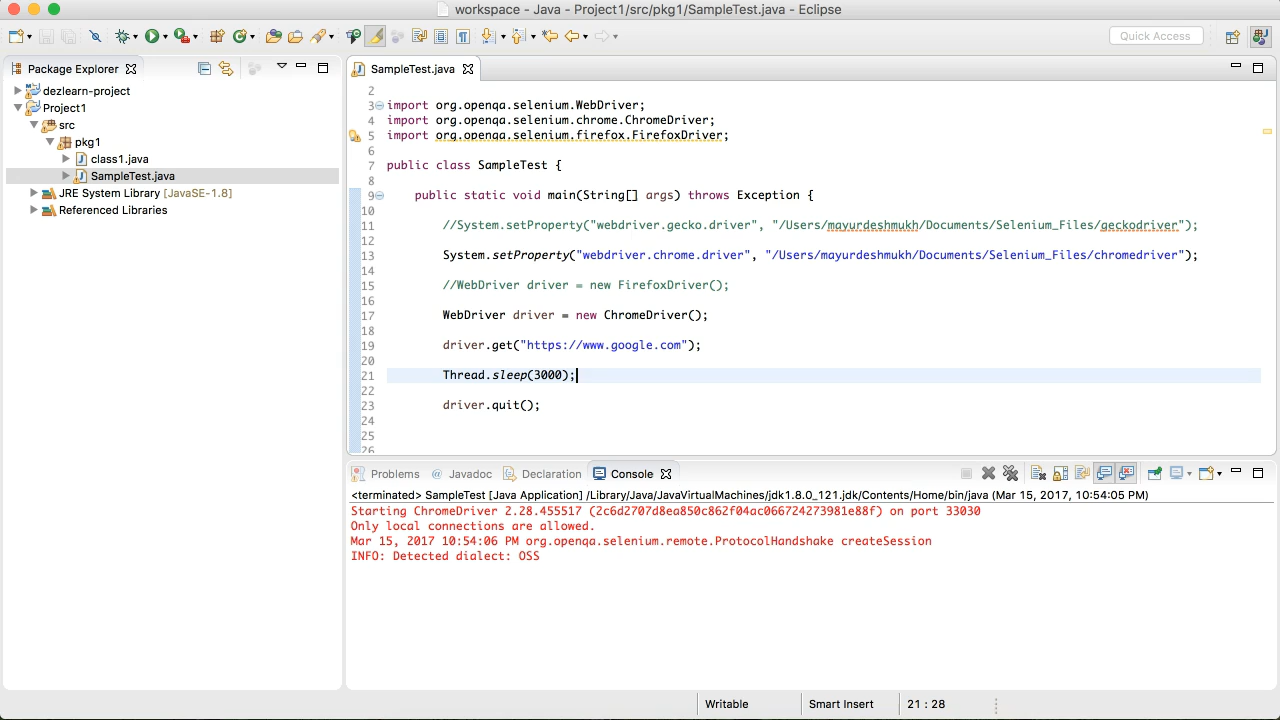 workspace - Java - Project1/src/pkg1/SampleTest.java - Eclipse
Quick Access
Package Explorer
dezlearn-project
Project1
src
pkg1
class1.java
SampleTest.java
JRE System Library [JavaSE-1.8]
Referenced Libraries
SampleTest.java
2
3 import org.openqa.selenium.WebDriver;
4 import org.openqa.selenium.chrome.ChromeDriver;
5 import org.openqa.selenium.firefox.FirefoxDriver;
6
7 public class SampleTest {
8
9 public static void main(String[] args) throws Exception {
10
11 //System.setProperty("webdriver.gecko.driver", "/Users/mayurdeshmukh/Documents/Selenium_Files/geckodriver");
12
13 System.setProperty("webdriver.chrome.driver", "/Users/mayurdeshmukh/Documents/Selenium_Files/chromedriver");
14
15 //WebDriver driver = new FirefoxDriver();
16
17 WebDriver driver = new ChromeDriver();
18
19 driver.get("https://www.google.com");
20
21 Thread.sleep(3000);
22
23 driver.quit();
24
25
26
Problems @ Javadoc Declaration Console
<terminated> SampleTest [Java Application] /Library/Java/JavaVirtualMachines/jdk1.8.0_121.jdk/Contents/Home/bin/java (Mar 15, 2017, 10:54:05 PM)
Starting ChromeDriver 2.28.455517 (2c6d2707d8ea850c862f04ac066724273981e88f) on port 33030
Only local connections are allowed.
Mar 15, 2017 10:54:06 PM org.openqa.selenium.remote.ProtocolHandshake createSession
INFO: Detected dialect: OSS
Writable Smart Insert 21 : 28